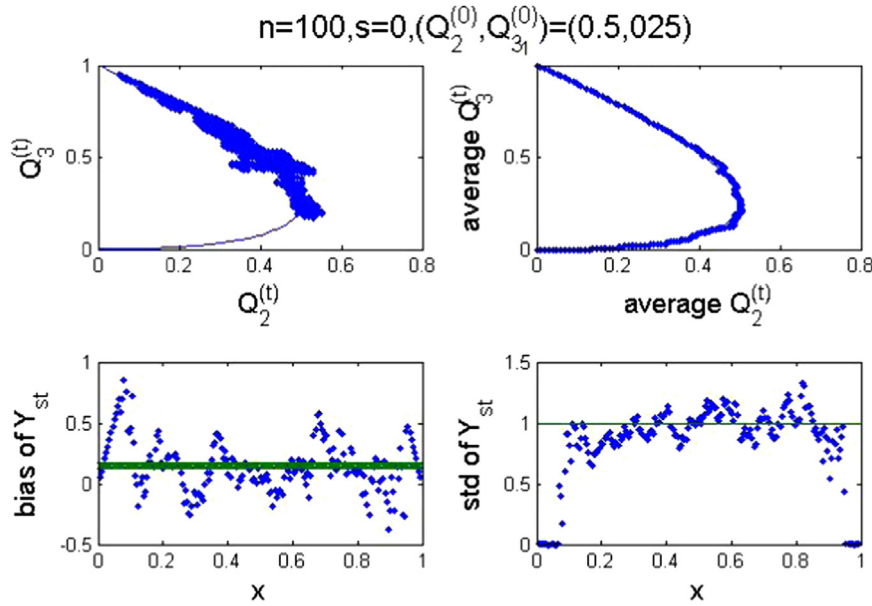 n=100,s=0,(Q₂⁽⁰⁾,Q₃₁⁽⁰⁾)=(0.5,025)
1
0.5
0
Q₃⁽ᵗ⁾
0 0.2 0.4 0.6 0.8
Q₂⁽ᵗ⁾
1
0.5
0
average Q₃⁽ᵗ⁾
0 0.2 0.4 0.6 0.8
average Q₂⁽ᵗ⁾
1
0.5
0
-0.5
bias of Yₛₜ
0 0.2 0.4 0.6 0.8 1
x
1.5
1
0.5
0
std of Yₛₜ
0 0.2 0.4 0.6 0.8 1
x